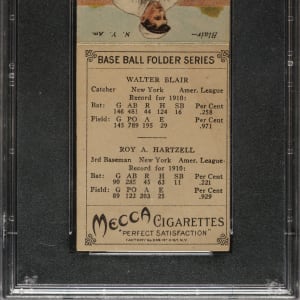 Blair— N. Y. Am
BASE BALL FOLDER SERIES
WALTER BLAIR
Catcher New York Amer. League
Record for 1910:
Bat: G AB R H SB Per Cent
146 481 44 124 16 .258
Field: G PO A E Per Cent
145 789 195 29 .971
ROY A. HARTZELL
3rd Baseman New York Amer. League
Record for 1910:
Bat: G AB R H SB Per Cent
90 285 45 63 11 .221
Field: G PO A E Per Cent
89 123 203 25 .929
MECCA CIGARETTES
"PERFECT SATISFACTION"